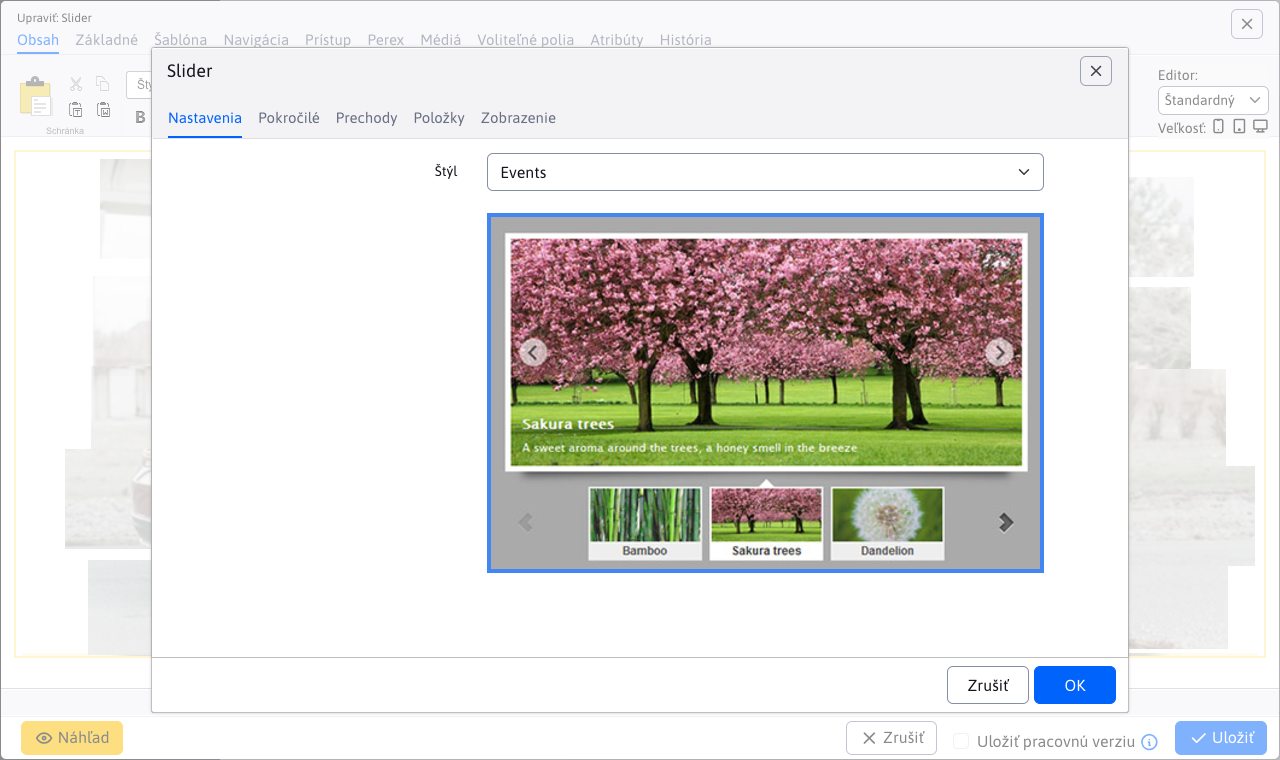 Upraviť: Slider
Obsah Základné Šablóna Navigácia Prístup Perex Médiá Voliteľné polia Atribúty História
Slider
Editor:
Štandardný
Veľkosť:
Schránka
Šty
B
Nastavenia Pokročilé Prechody Položky Zobrazenie
Štýl
Events
Sakura trees
A sweet aroma around the trees, a honey smell in the breeze
Bamboo Sakura trees Dandelion
Zrušiť OK
Náhľad Zrušiť Uložiť pracovnú verziu Uložiť